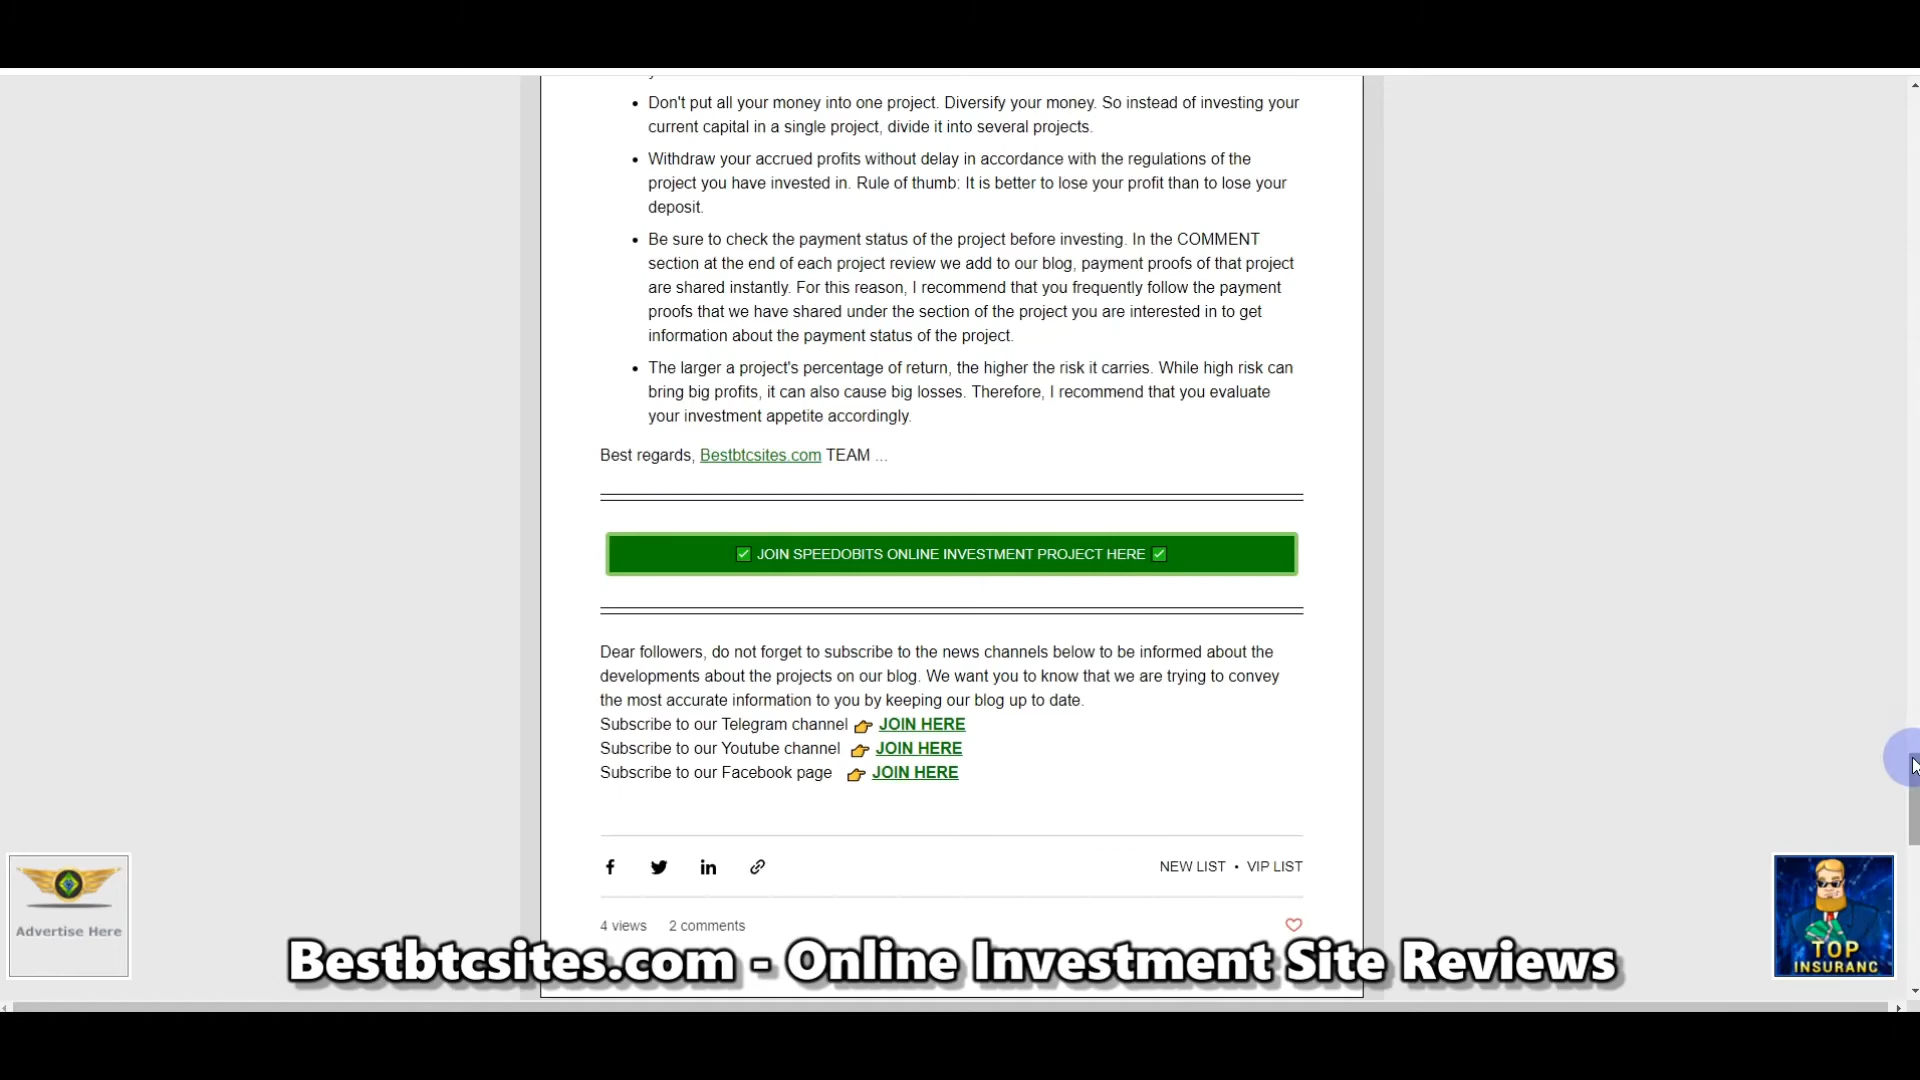 Don't put all your money into one project. Diversify your money. So instead of investing your
current capital in a single project, divide it into several projects.
Withdraw your accrued profits without delay in accordance with the regulations of the
project you have invested in. Rule of thumb: It is better to lose your profit than to lose your
deposit.
Be sure to check the payment status of the project before investing. In the COMMENT
section at the end of each project review we add to our blog, payment proofs of that project
are shared instantly. For this reason, I recommend that you frequently follow the payment
proofs that we have shared under the section of the project you are interested in to get
information about the payment status of the project.
The larger a project's percentage of return, the higher the risk it carries. While high risk can
bring big profits, it can also cause big losses. Therefore, I recommend that you evaluate
your investment appetite accordingly.
Best regards, Bestbtcsites.com TEAM ...
✅ JOIN SPEEDOBITS ONLINE INVESTMENT PROJECT HERE ✅
Dear followers, do not forget to subscribe to the news channels below to be informed about the
developments about the projects on our blog. We want you to know that we are trying to convey
the most accurate information to you by keeping our blog up to date.
Subscribe to our Telegram channel 👉 JOIN HERE
Subscribe to our Youtube channel 👉 JOIN HERE
Subscribe to our Facebook page 👉 JOIN HERE
NEW LIST • VIP LIST
4 views 2 comments
Advertise Here
Bestbtcsites.com - Online Investment Site Reviews
TOP
INSURANC